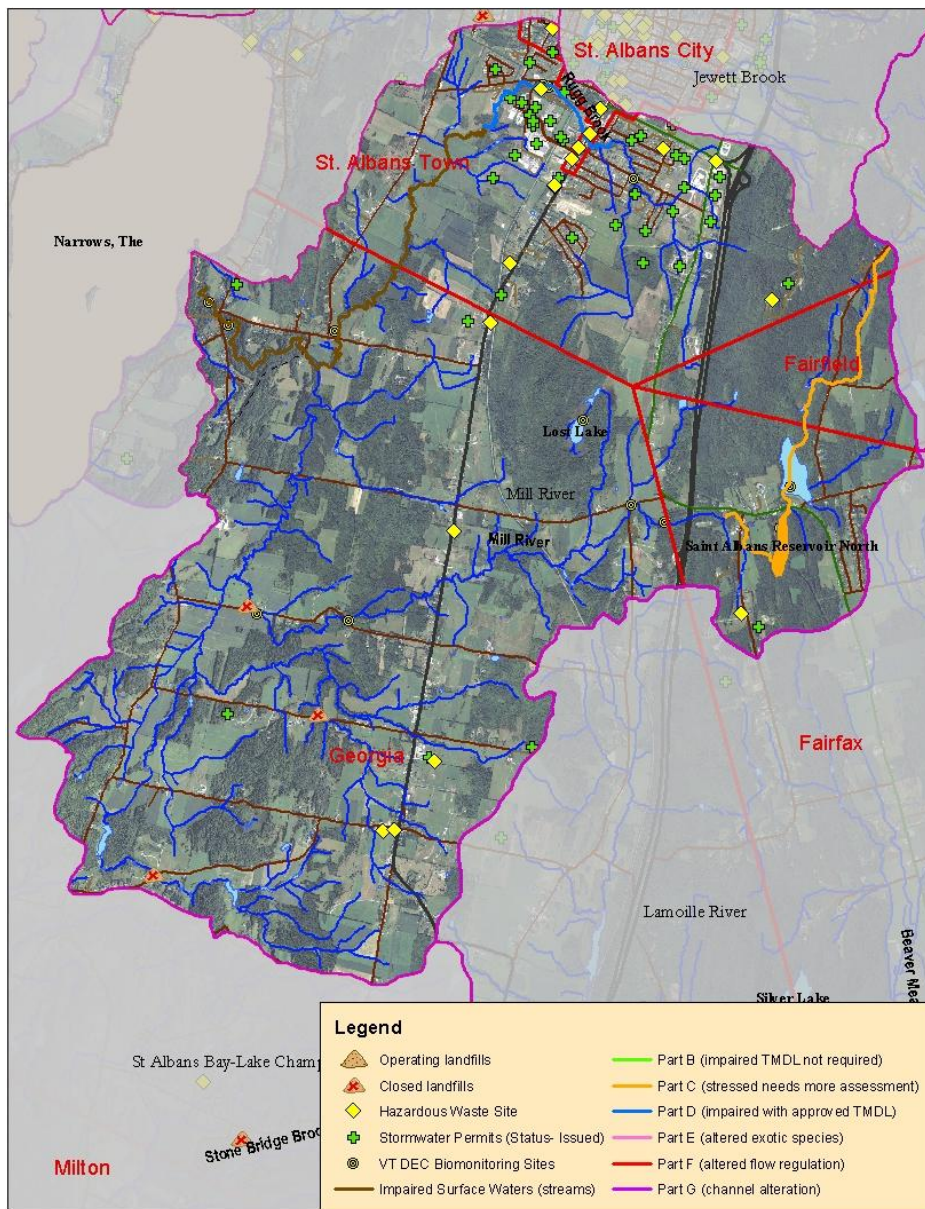 St. Albans City
Jewett Brook
Rugg Brook
St. Albans Town
Narrows, The
Fairfield
Lost Lake
Mill River
Mill River
Saint Albans Reservoir North
Georgia
Fairfax
Lamoille River
Beaver Mea
Silver Lake
St Albans Bay-Lake Champ
Stone Bridge Broo
Milton
Legend
Operating landfills
Closed landfills
Hazardous Waste Site
Stormwater Permits (Status- Issued)
VT DEC Biomonitoring Sites
Impaired Surface Waters (streams)
Part B (impaired TMDL not required)
Part C (stressed needs more assessment)
Part D (impaired with approved TMDL)
Part E (altered exotic species)
Part F (altered flow regulation)
Part G (channel alteration)